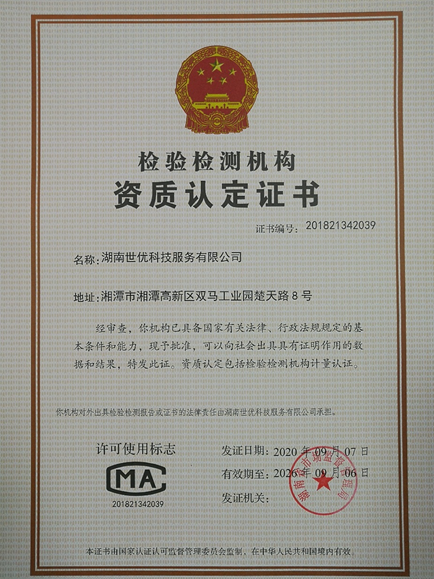 检验检测机构
资质认定证书
证书编号: 201821342039
名称: 湖南世优科技服务有限公司
地址: 湘潭市湘潭高新区双马工业园楚天路8号
经审查，你机构已具备国家有关法律、行政法规规定的基
本条件和能力，现予批准，可以向社会出具具有证明作用的数
据和结果，特发此证。资质认定包括检验检测机构计量认证。
你机构对外出具检验检测报告或证书的法律责任由湖南世优科技服务有限公司承担。
许可使用标志
CMA
201821342039
发证日期: 2020年09月07日
有效期至: 2026年09月06日
发证机关:
湖南省市场监督管理局
本证书由国家认证认可监督管理委员会监制，在中华人民共和国境内有效。